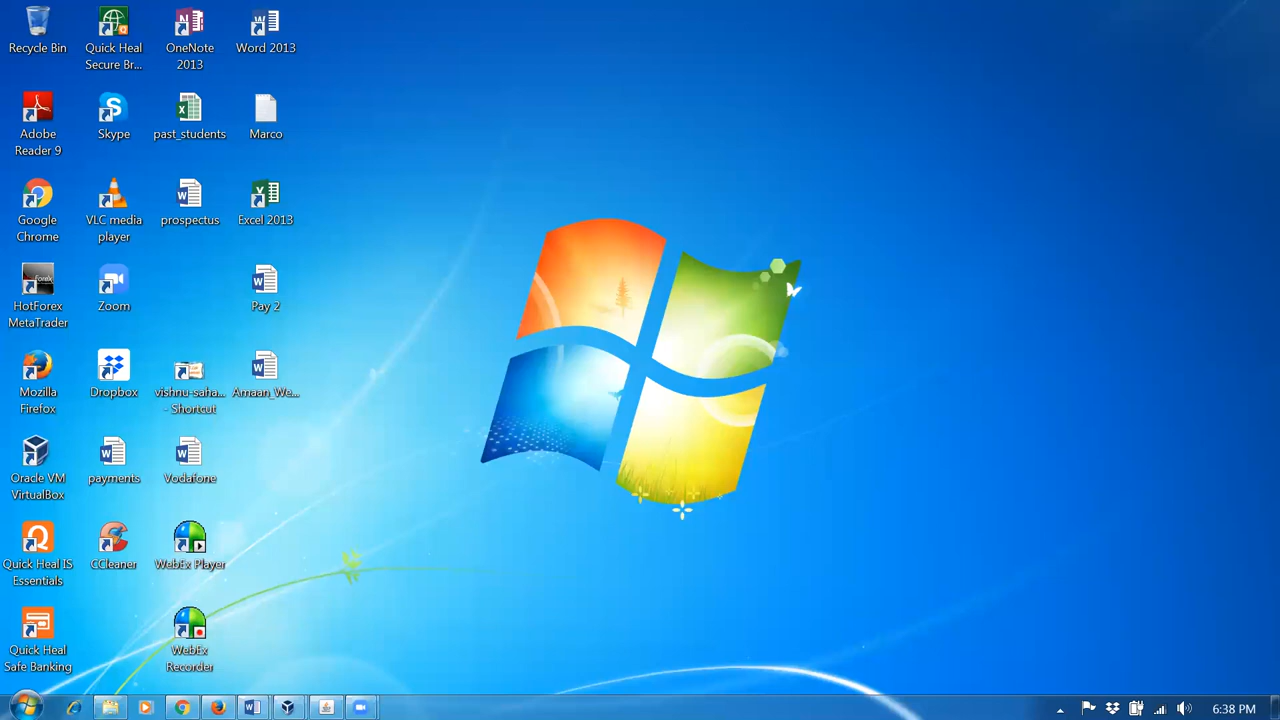 Recycle Bin
Quick Heal
Secure Br...
OneNote
2013
Word 2013
Adobe
Reader 9
Skype
past_students
Marco
Google
Chrome
VLC media
player
prospectus
Excel 2013
HotForex
MetaTrader
Zoom
Pay 2
Mozilla
Firefox
Dropbox
vishnu-saha...
- Shortcut
Amaan_We...
Oracle VM
VirtualBox
payments
Vodafone
Quick Heal IS
Essentials
CCleaner
WebEx Player
Quick Heal
Safe Banking
WebEx
Recorder
6:38 PM